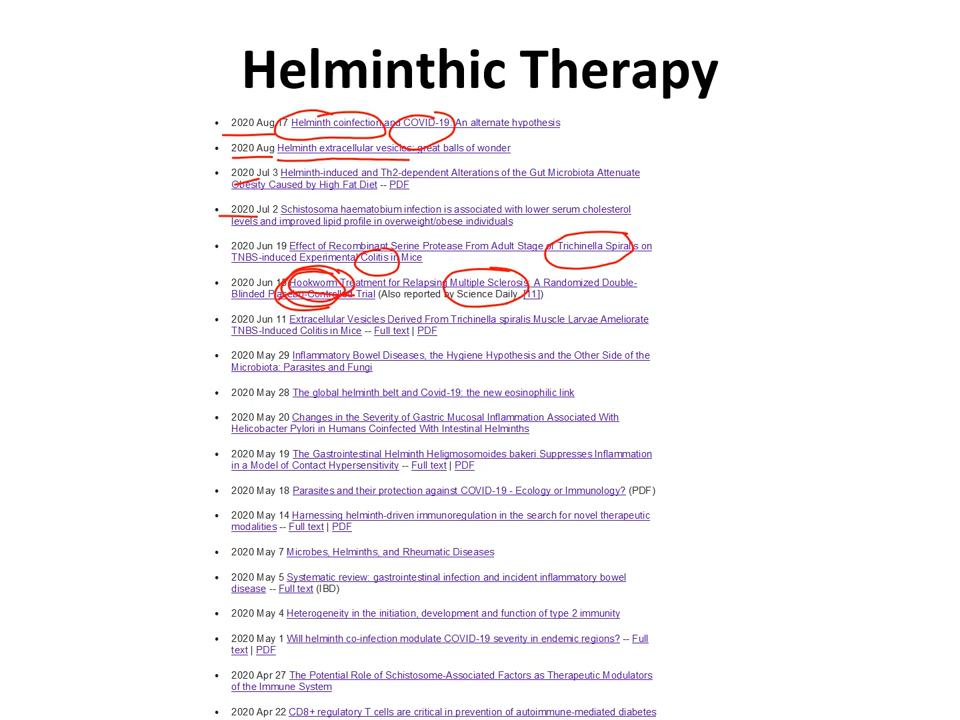 Helminthic Therapy
• 2020 Aug 17 Helminth coinfection and COVID-19: An alternate hypothesis
• 2020 Aug Helminth extracellular vesicles: great balls of wonder
• 2020 Jul 3 Helminth-induced and Th2-dependent Alterations of the Gut Microbiota Attenuate
Obesity Caused by High Fat Diet -- PDF
• 2020 Jul 2 Schistosoma haematobium infection is associated with lower serum cholesterol
levels and improved lipid profile in overweight/obese individuals
• 2020 Jun 19 Effect of Recombinant Serine Protease From Adult Stage of Trichinella Spiralis on
TNBS-induced Experimental Colitis in Mice
• 2020 Jun Hookworm Treatment for Relapsing Multiple Sclerosis: A Randomized Double-
Blinded Placebo-Controlled Trial (Also reported by Science Daily. [11])
• 2020 Jun 11 Extracellular Vesicles Derived From Trichinella spiralis Muscle Larvae Ameliorate
TNBS-Induced Colitis in Mice -- Full text | PDF
• 2020 May 29 Inflammatory Bowel Diseases, the Hygiene Hypothesis and the Other Side of the
Microbiota: Parasites and Fungi
• 2020 May 28 The global helminth belt and Covid-19: the new eosinophilic link
• 2020 May 20 Changes in the Severity of Gastric Mucosal Inflammation Associated With
Helicobacter Pylori in Humans Coinfected With Intestinal Helminths
• 2020 May 19 The Gastrointestinal Helminth Heligmosomoides bakeri Suppresses Inflammation
in a Model of Contact Hypersensitivity -- Full text | PDF
• 2020 May 18 Parasites and their protection against COVID-19 - Ecology or Immunology? (PDF)
• 2020 May 14 Harnessing helminth-driven immunoregulation in the search for novel therapeutic
modalities -- Full text | PDF
• 2020 May 7 Microbes, Helminths, and Rheumatic Diseases
• 2020 May 5 Systematic review: gastrointestinal infection and incident inflammatory bowel
disease -- Full text (IBD)
• 2020 May 4 Heterogeneity in the initiation, development and function of type 2 immunity
• 2020 May 1 Will helminth co-infection modulate COVID-19 severity in endemic regions? -- Full
text | PDF
• 2020 Apr 27 The Potential Role of Schistosome-Associated Factors as Therapeutic Modulators
of the Immune System
• 2020 Apr 22 CD8+ regulatory T cells are critical in prevention of autoimmune-mediated diabetes